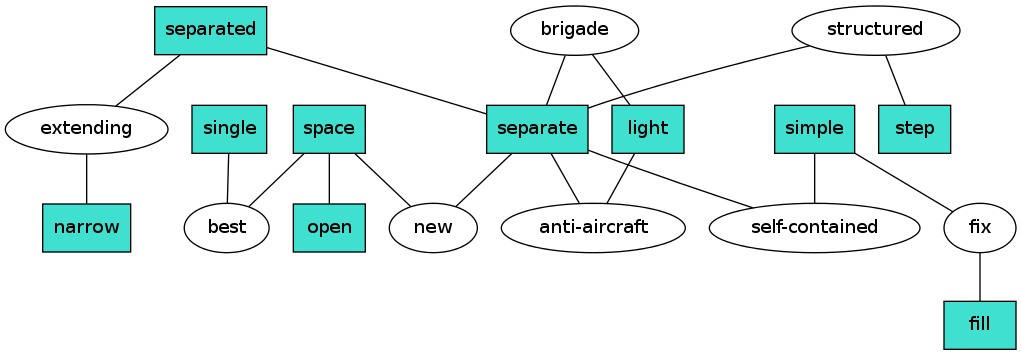 separated
brigade
structured
extending
single
space
separate
light
simple
step
narrow
best
open
new
anti-aircraft
self-contained
fix
fill